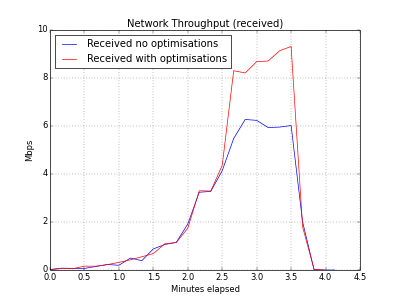 Network Throughput (received)
10
Received no optimisations
Received with optimisations
8
6
Mbps
4
2
0
0.0 0.5 1.0 1.5 2.0 2.5 3.0 3.5 4.0 4.5
Minutes elapsed